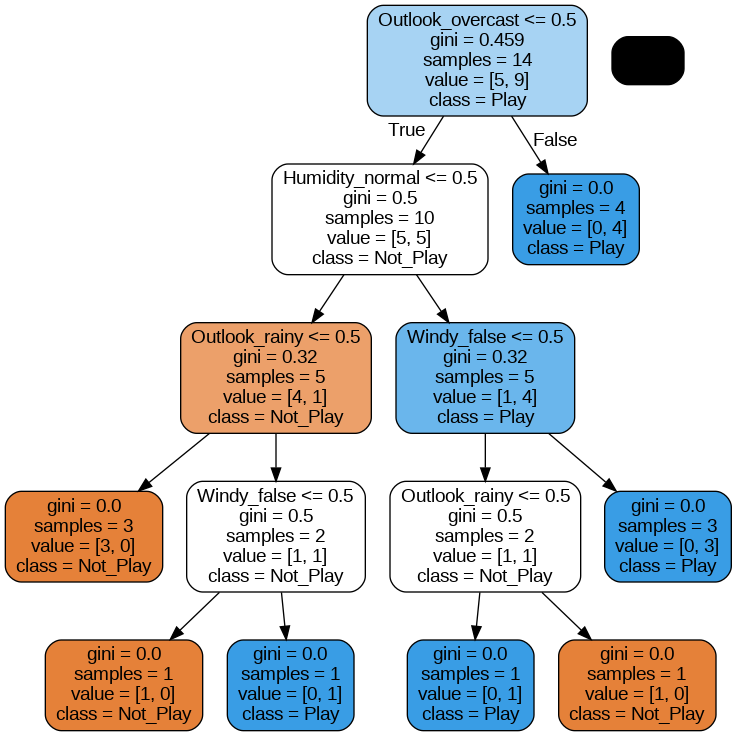 Outlook_overcast <= 0.5
gini = 0.459
samples = 14
value = [5, 9]
class = Play
True
False
Humidity_normal <= 0.5
gini = 0.5
samples = 10
value = [5, 5]
class = Not_Play
gini = 0.0
samples = 4
value = [0, 4]
class = Play
Outlook_rainy <= 0.5
gini = 0.32
samples = 5
value = [4, 1]
class = Not_Play
Windy_false <= 0.5
gini = 0.32
samples = 5
value = [1, 4]
class = Play
gini = 0.0
samples = 3
value = [3, 0]
class = Not_Play
Windy_false <= 0.5
gini = 0.5
samples = 2
value = [1, 1]
class = Not_Play
Outlook_rainy <= 0.5
gini = 0.5
samples = 2
value = [1, 1]
class = Not_Play
gini = 0.0
samples = 3
value = [0, 3]
class = Play
gini = 0.0
samples = 1
value = [1, 0]
class = Not_Play
gini = 0.0
samples = 1
value = [0, 1]
class = Play
gini = 0.0
samples = 1
value = [0, 1]
class = Play
gini = 0.0
samples = 1
value = [1, 0]
class = Not_Play